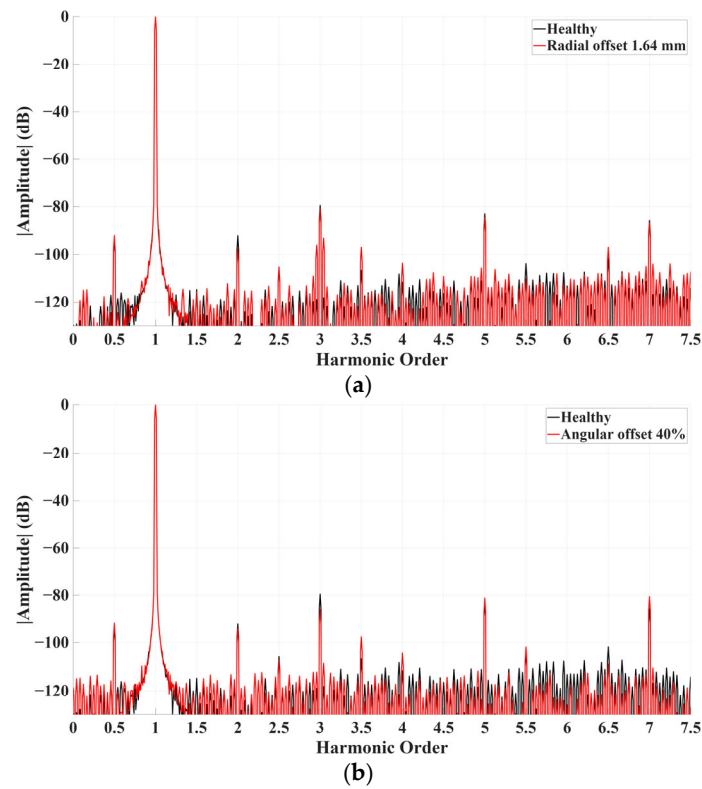 0
−20
−40
−60
−80
−100
−120
|Amplitude| (dB)
Healthy
Radial offset 1.64 mm
0 0.5 1 1.5 2 2.5 3 3.5 4 4.5 5 5.5 6 6.5 7 7.5
Harmonic Order
(a)
0
−20
−40
−60
−80
−100
−120
|Amplitude| (dB)
Healthy
Angular offset 40%
0 0.5 1 1.5 2 2.5 3 3.5 4 4.5 5 5.5 6 6.5 7 7.5
Harmonic Order
(b)